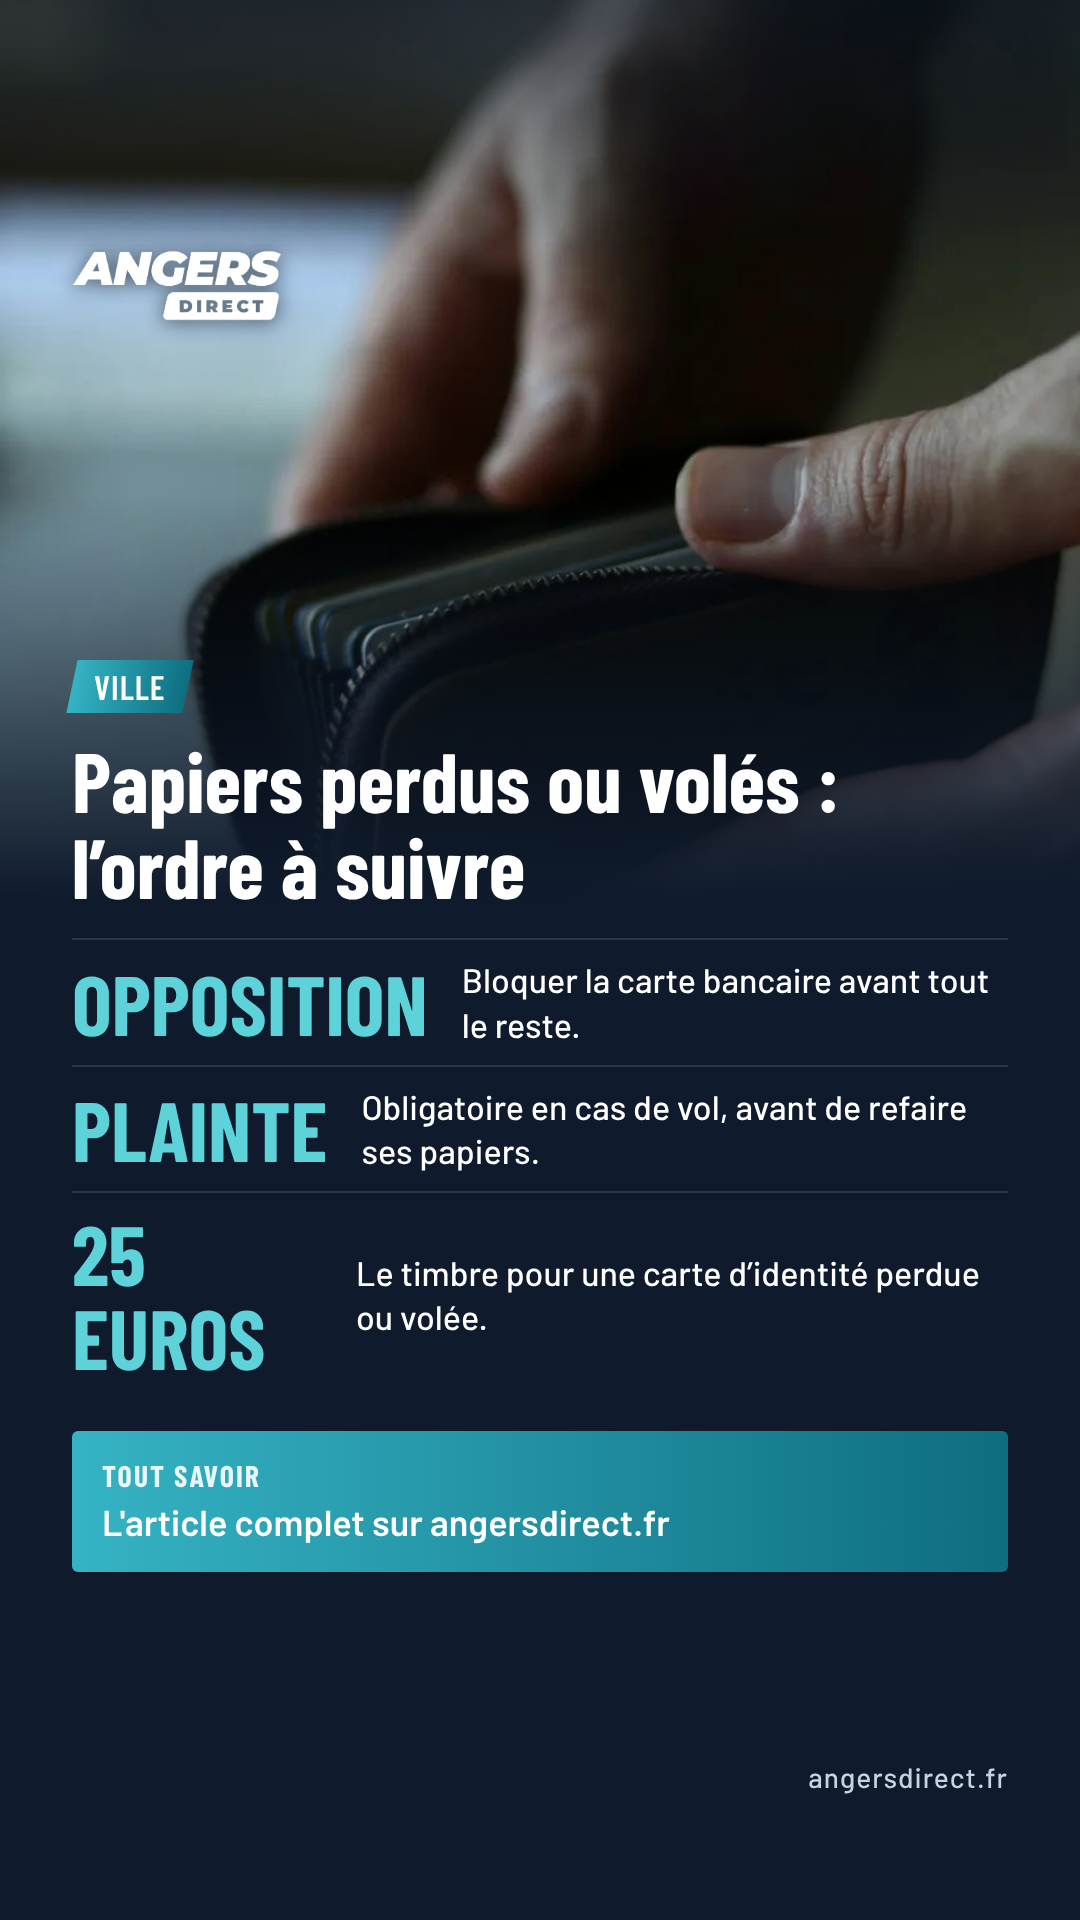 ANGERS
DIRECT
VILLE
Papiers perdus ou volés :
l’ordre à suivre
OPPOSITION
Bloquer la carte bancaire avant tout
le reste.
PLAINTE
Obligatoire en cas de vol, avant de refaire
ses papiers.
25
EUROS
Le timbre pour une carte d’identité perdue
ou volée.
TOUT SAVOIR
L'article complet sur angersdirect.fr
angersdirect.fr